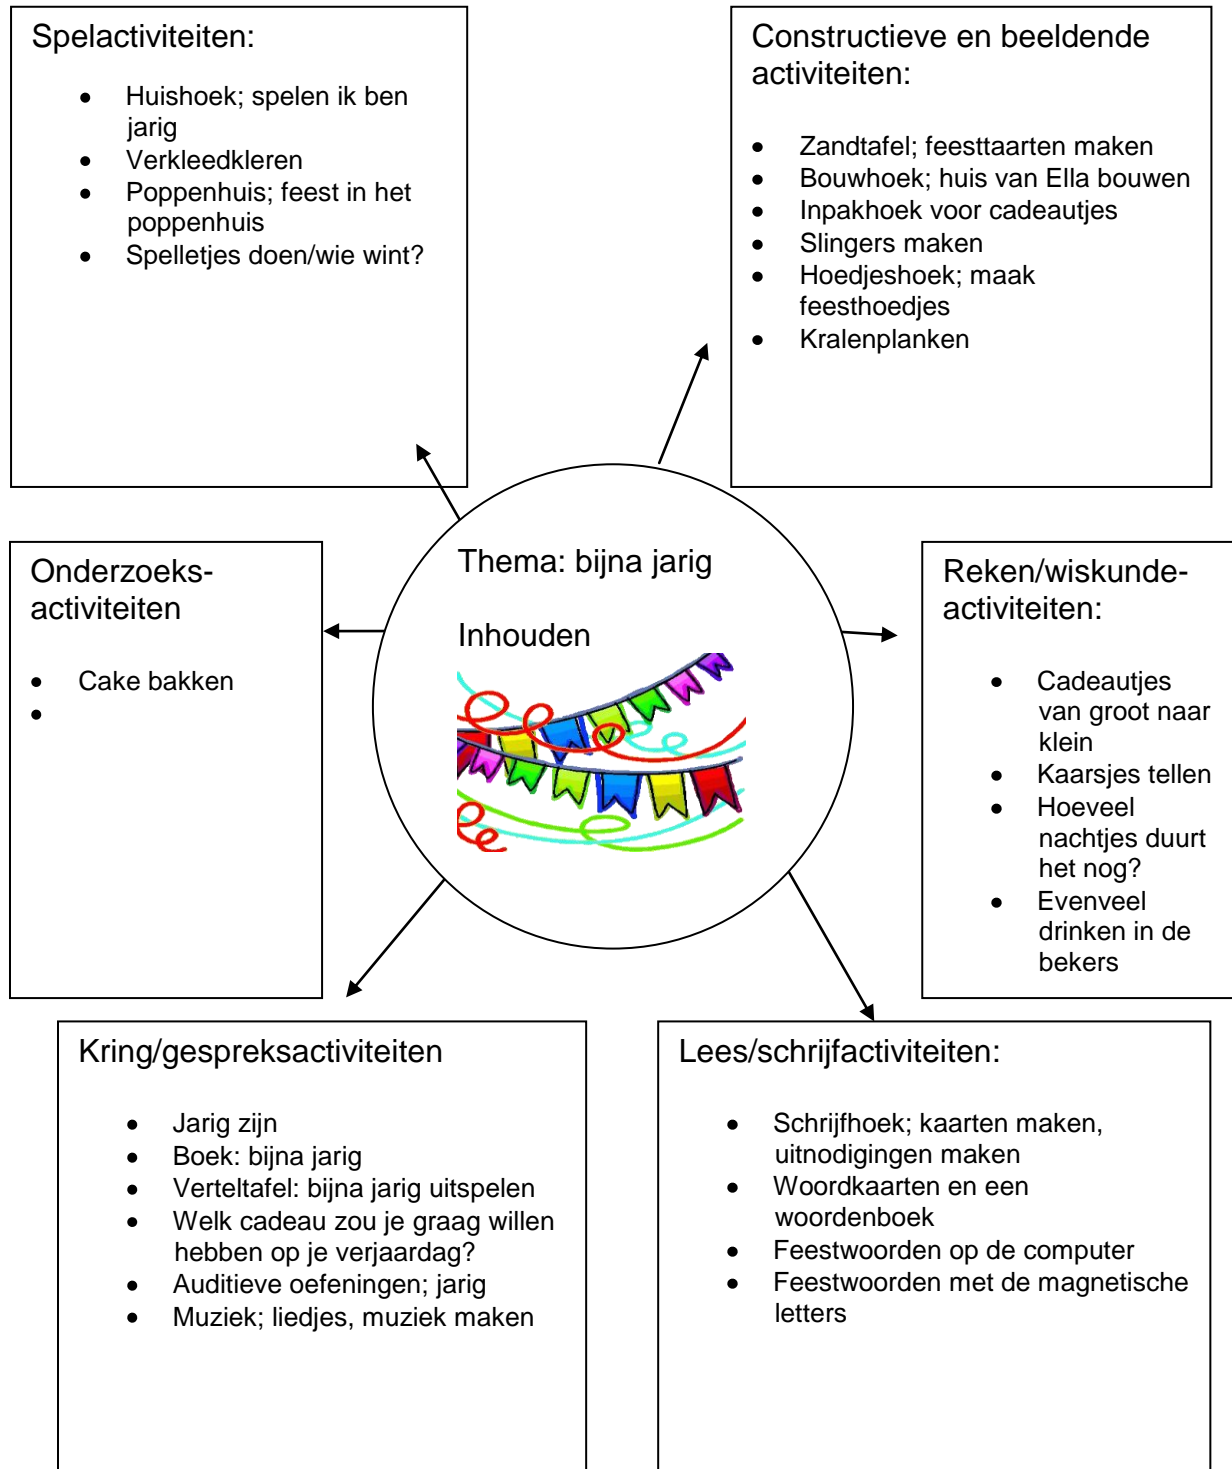 Spelactiviteiten:
• Huishoek; spelen ik ben
jarig
• Verkleedkleren
• Poppenhuis; feest in het
poppenhuis
• Spelletjes doen/wie wint?
Constructieve en beeldende
activiteiten:
• Zandtafel; feesttaarten maken
• Bouwhoek; huis van Ella bouwen
• Inpakhoek voor cadeautjes
• Slingers maken
• Hoedjeshoek; maak
feesthoedjes
• Kralenplanken
Onderzoeks-
activiteiten
• Cake bakken
•
Thema: bijna jarig
Inhouden
Reken/wiskunde-
activiteiten:
• Cadeautjes
van groot naar
klein
• Kaarsjes tellen
• Hoeveel
nachtjes duurt
het nog?
• Evenveel
drinken in de
bekers
Kring/gespreksactiviteiten
• Jarig zijn
• Boek: bijna jarig
• Verteltafel: bijna jarig uitspelen
• Welk cadeau zou je graag willen
hebben op je verjaardag?
• Auditieve oefeningen; jarig
• Muziek; liedjes, muziek maken
Lees/schrijfactiviteiten:
• Schrijfhoek; kaarten maken,
uitnodigingen maken
• Woordkaarten en een
woordenboek
• Feestwoorden op de computer
• Feestwoorden met de magnetische
letters